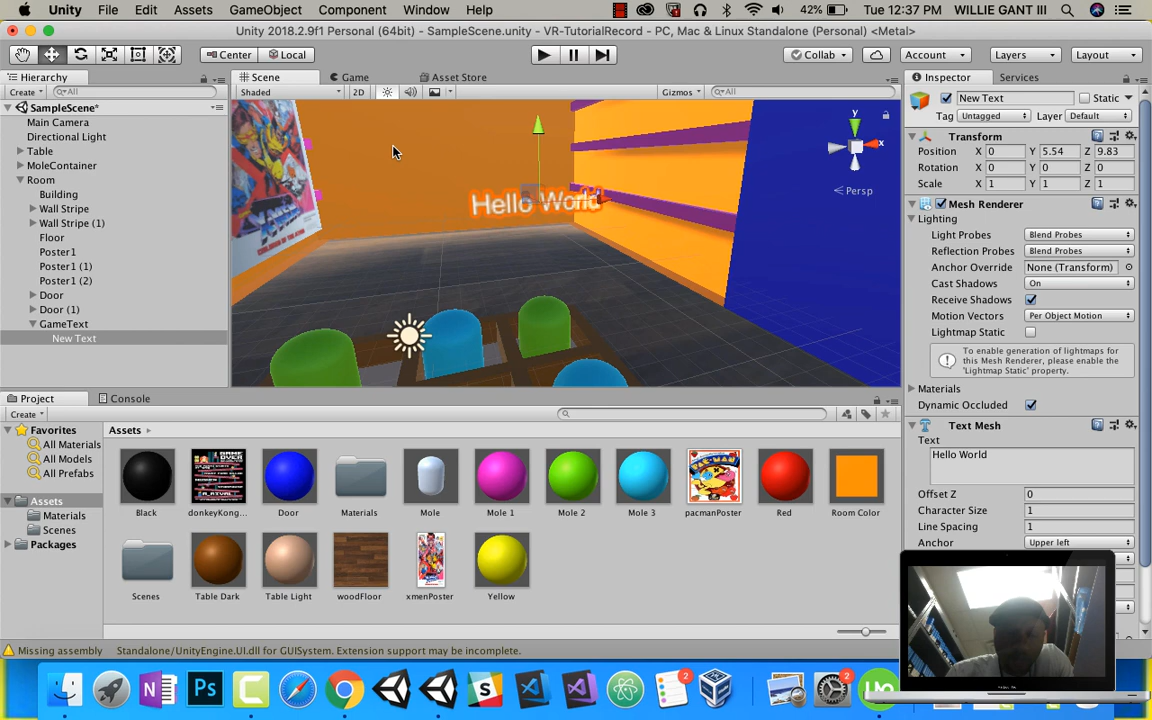 Unity File Edit Assets GameObject Component Window Help 42% Tue 12:37 PM WILLIE GANT III
Unity 2018.2.9f1 Personal (64bit) - SampleScene.unity - VR-TutorialRecord - PC, Mac & Linux Standalone (Personal) <Metal>
Center Local Collab Account Layers Layout
Hierarchy Scene Game Asset Store Inspector Services
Create All Shaded 2D Gizmos All
New Text Static
Tag Untagged Layer Default
SampleScene*
Main Camera
Directional Light
Table
MoleContainer
Room
Building
Wall Stripe
Wall Stripe (1)
Floor
Poster1
Poster1 (1)
Poster1 (2)
Door
Door (1)
GameText
New Text
y
x
Persp
Hello World
X-MEN
Transform
Position X 0 Y 5.54 Z 9.83
Rotation X 0 Y 0 Z 0
Scale X 1 Y 1 Z 1
Mesh Renderer
Lighting
Light Probes Blend Probes
Reflection Probes Blend Probes
Anchor Override None (Transform)
Cast Shadows On
Receive Shadows
Motion Vectors Per Object Motion
Lightmap Static
To enable generation of lightmaps for
this Mesh Renderer, please enable the
'Lightmap Static' property.
Materials
Dynamic Occluded
Text Mesh
Text
Hello World
Offset Z 0
Character Size 1
Line Spacing 1
Anchor Upper left
Project Console
Create
Favorites
All Materials
All Models
All Prefabs
Assets
Materials
Scenes
Packages
Assets
Black donkeyKong... Door Materials Mole Mole 1 Mole 2 Mole 3 pacmanPoster Red Room Color
Scenes Table Dark Table Light woodFloor xmenPoster Yellow
Missing assembly Standalone/UnityEngine.UI.dll for GUISystem. Extension support may be incomplete.
2
2